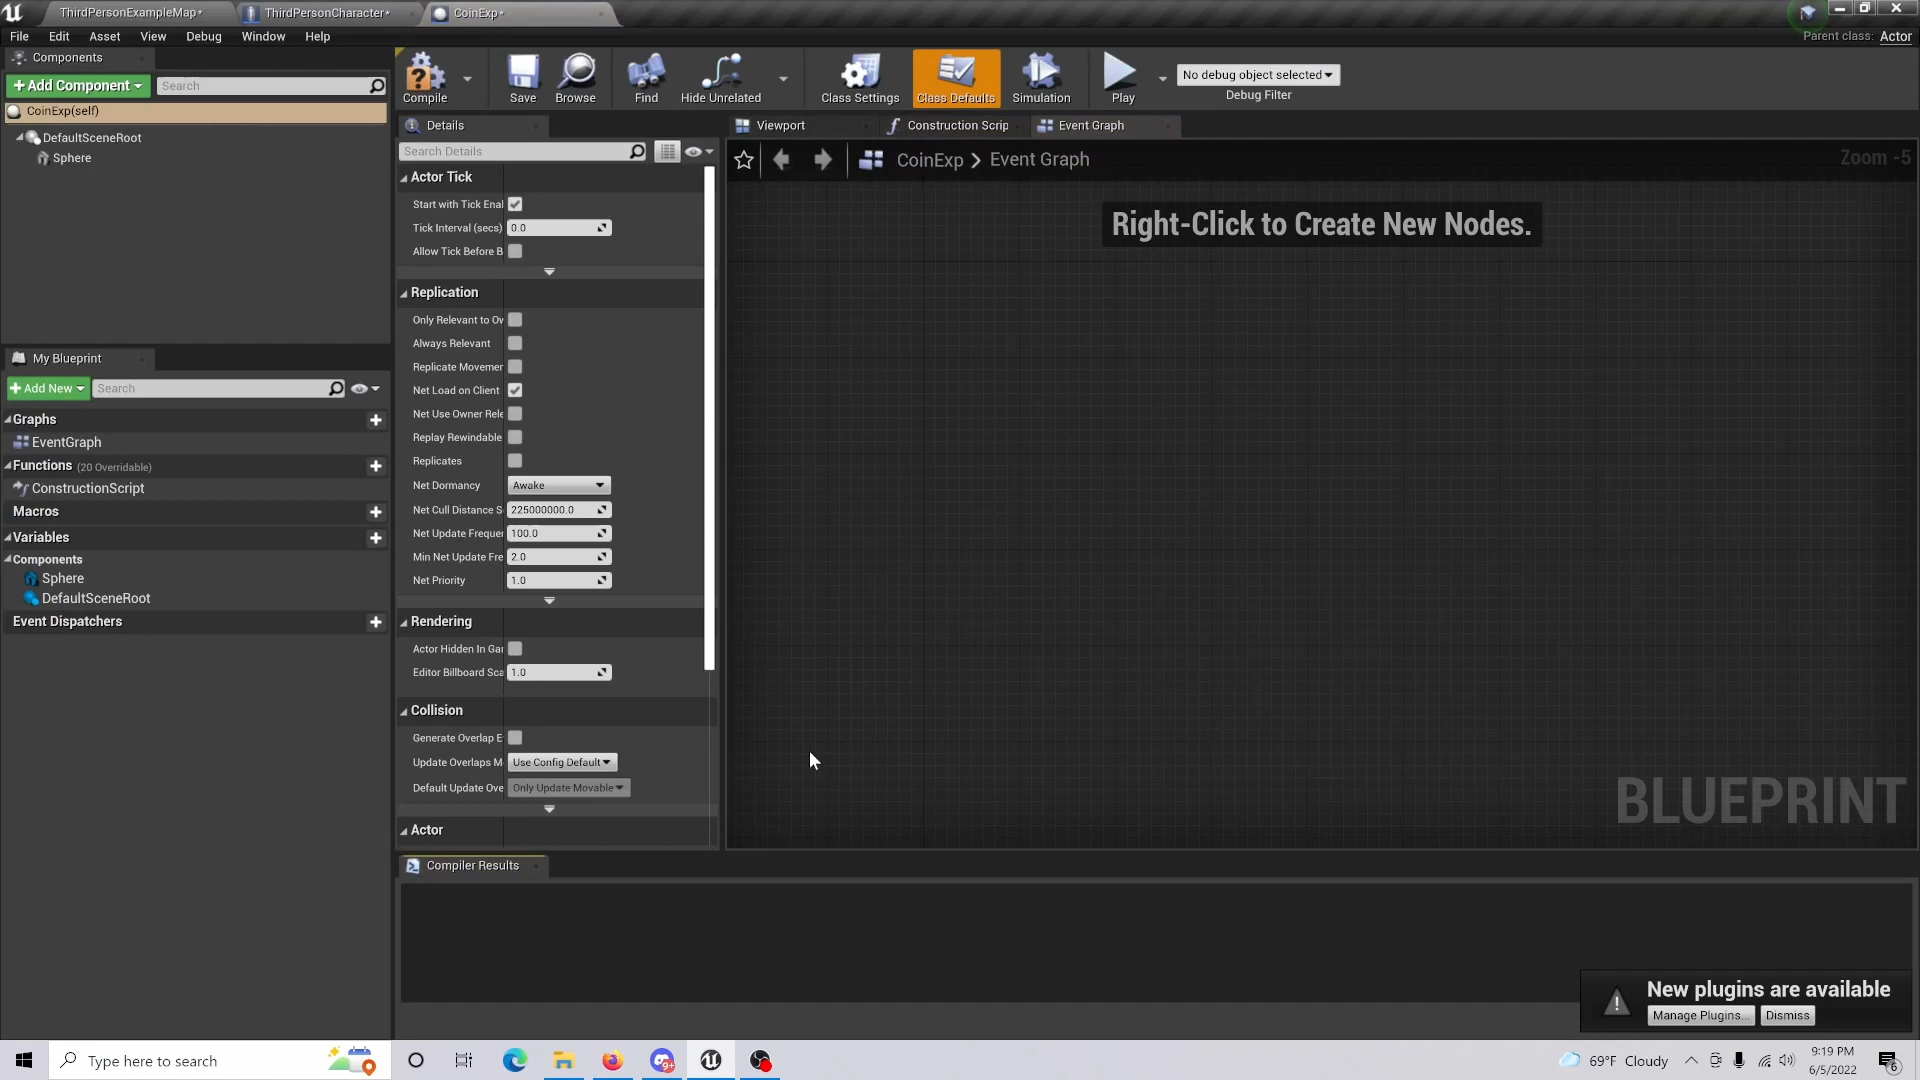 ThirdPersonExampleMap*
ThirdPersonCharacter*
CoinExp*
File
Edit
Asset
View
Debug
Window
Help
Parent class: Actor
Components
+ Add Component
Search
CoinExp(self)
DefaultSceneRoot
Sphere
Compile
Save
Browse
Find
Hide Unrelated
Class Settings
Class Defaults
Simulation
Play
No debug object selected
Debug Filter
Details
Search Details
Actor Tick
Start with Tick Enal
Tick Interval (secs)
0.0
Allow Tick Before B
Replication
Only Relevant to Ov
Always Relevant
Replicate Movemer
Net Load on Client
Net Use Owner Rele
Replay Rewindable
Replicates
Net Dormancy
Awake
Net Cull Distance S
225000000.0
Net Update Frequer
100.0
Min Net Update Fre
2.0
Net Priority
1.0
Rendering
Actor Hidden In Gar
Editor Billboard Sca
1.0
Collision
Generate Overlap E
Update Overlaps M
Use Config Default
Default Update Ove
Only Update Movable
Actor
Viewport
Construction Scrip
Event Graph
CoinExp > Event Graph
Zoom -5
Right-Click to Create New Nodes.
BLUEPRINT
My Blueprint
+ Add New
Search
Graphs
EventGraph
Functions (20 Overridable)
ConstructionScript
Macros
Variables
Components
Sphere
DefaultSceneRoot
Event Dispatchers
Compiler Results
New plugins are available
Manage Plugins...
Dismiss
Type here to search
9+
69°F Cloudy
9:19 PM
6/5/2022
6